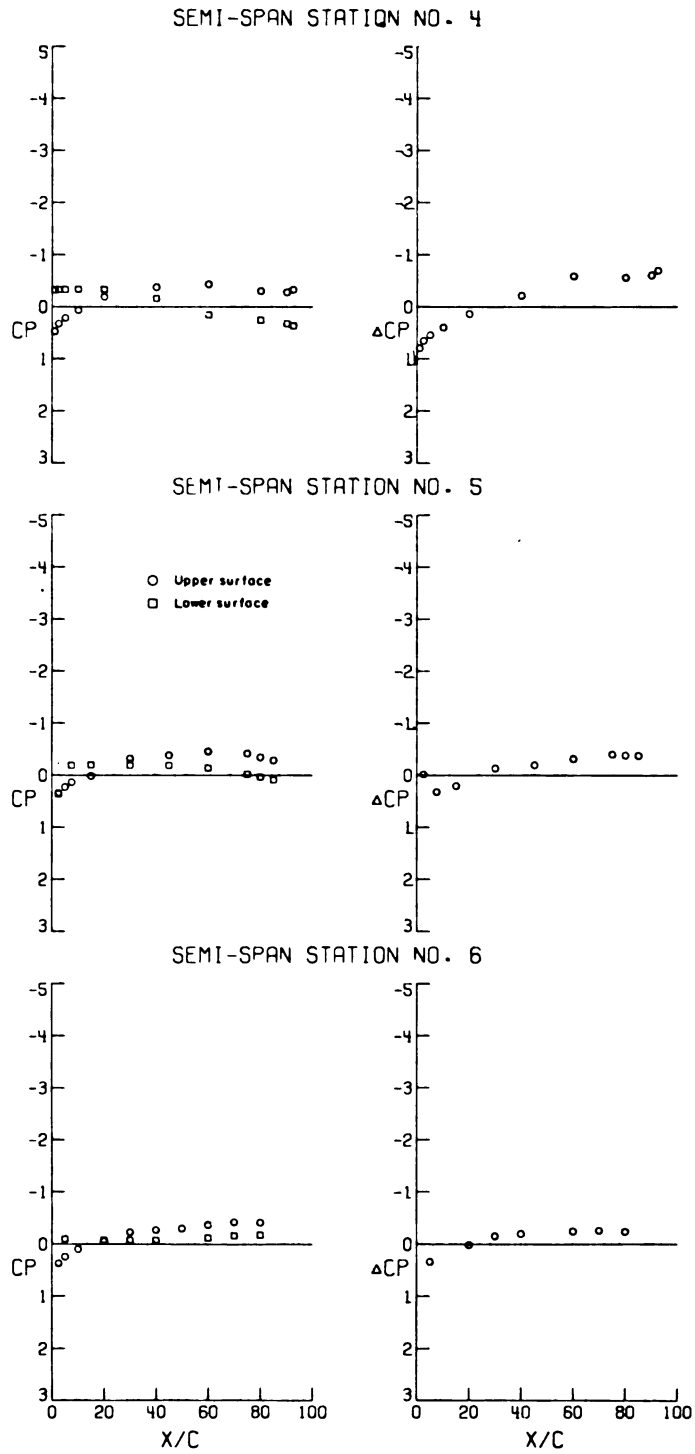 SEMI-SPAN STATION NO. 4
5 5
-4 -4
-3 -3
-2 -2
-1 -1
0 0
CP ΔCP
1 1
2 2
3 3
SEMI-SPAN STATION NO. 5
-5 -5
-4 -4
○ Upper surface
□ Lower surface
-3 -3
-2 -2
-1 -1
0 0
CP ΔCP
1 1
2 2
3 3
SEMI-SPAN STATION NO. 6
-5 -5
-4 -4
-3 -3
-2 -2
-1 -1
0 0
CP ΔCP
1 1
2 2
3 3
0 20 40 60 80 100 0 20 40 60 80 100
X/C X/C